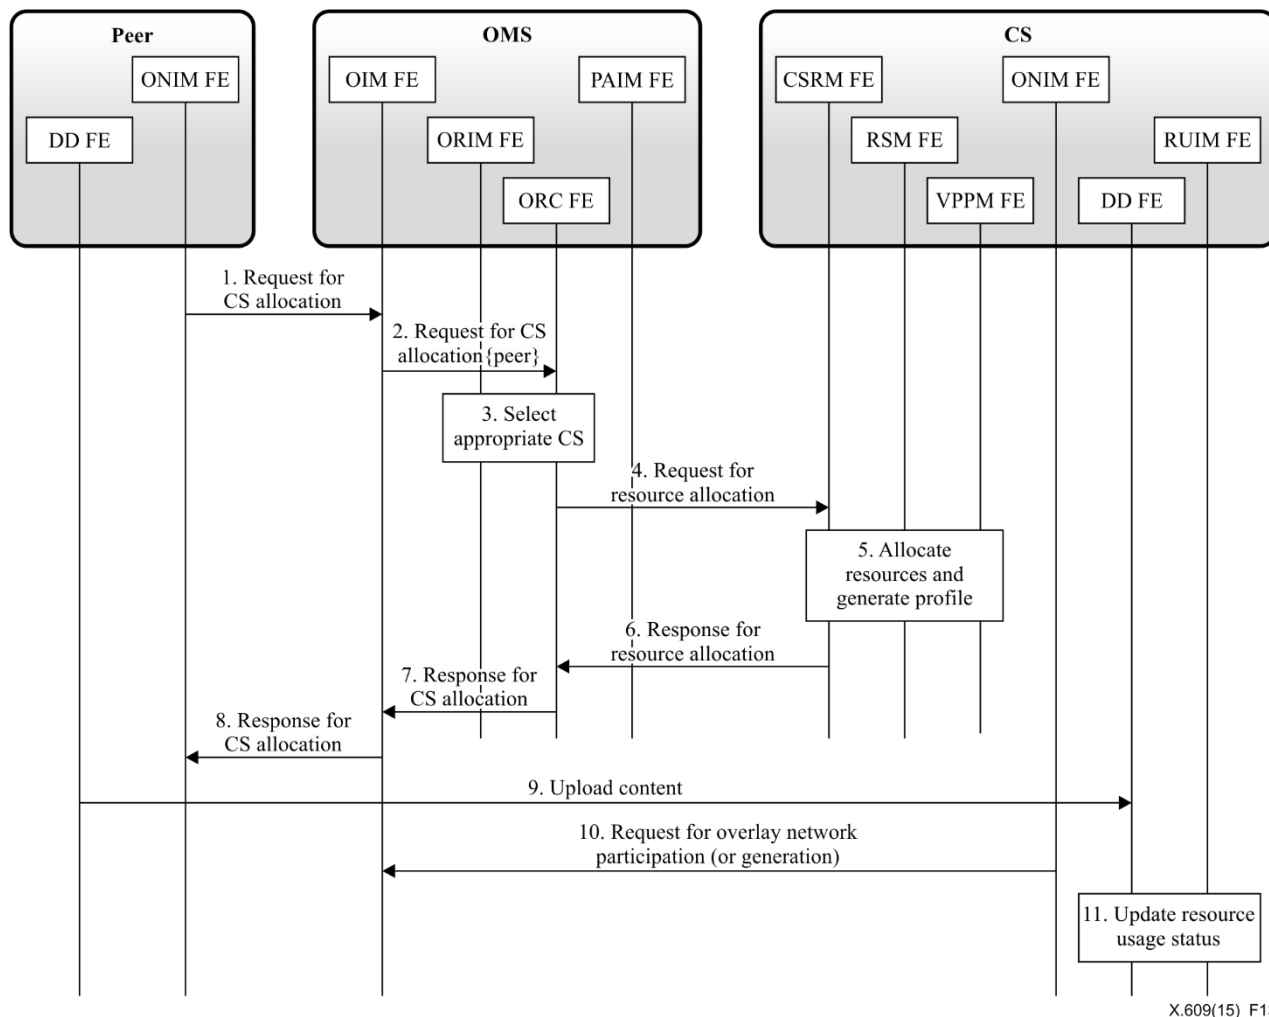 Peer
OMS
CS
ONIM FE
OIM FE
PAIM FE
CSRM FE
ONIM FE
DD FE
ORIM FE
RSM FE
RUIM FE
ORC FE
VPPM FE
DD FE
1. Request for
CS allocation
2. Request for CS
allocation{peer}
3. Select
appropriate CS
4. Request for
resource allocation
5. Allocate
resources and
generate profile
6. Response for
resource allocation
7. Response for
CS allocation
8. Response for
CS allocation
9. Upload content
10. Request for overlay network
participation (or generation)
11. Update resource
usage status
X.609(15)